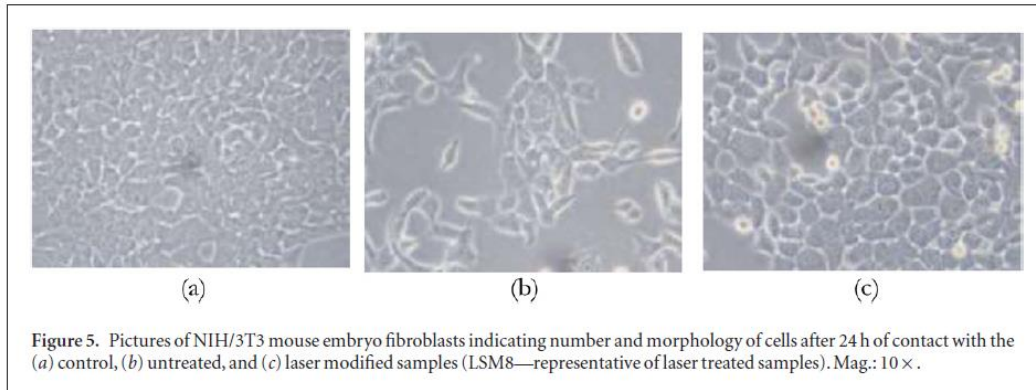 (a)
(b)
(c)
Figure 5. Pictures of NIH/3T3 mouse embryo fibroblasts indicating number and morphology of cells after 24 h of contact with the
(a) control, (b) untreated, and (c) laser modified samples (LSM8—representative of laser treated samples). Mag.: 10 ×.